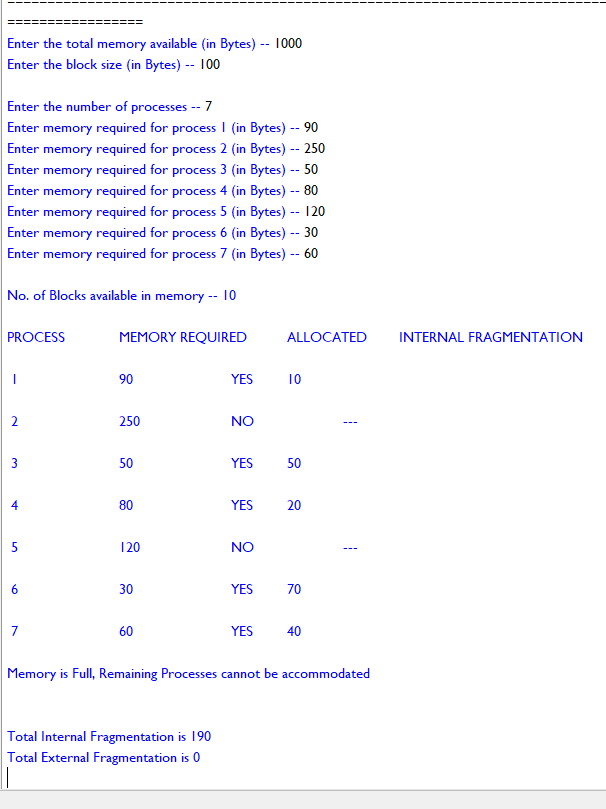 =================
Enter the total memory available (in Bytes) -- 1000
Enter the block size (in Bytes) -- 100
Enter the number of processes -- 7
Enter memory required for process 1 (in Bytes) -- 90
Enter memory required for process 2 (in Bytes) -- 250
Enter memory required for process 3 (in Bytes) -- 50
Enter memory required for process 4 (in Bytes) -- 80
Enter memory required for process 5 (in Bytes) -- 120
Enter memory required for process 6 (in Bytes) -- 30
Enter memory required for process 7 (in Bytes) -- 60
No. of Blocks available in memory -- 10
PROCESS MEMORY REQUIRED ALLOCATED INTERNAL FRAGMENTATION
1 90 YES 10
2 250 NO ---
3 50 YES 50
4 80 YES 20
5 120 NO ---
6 30 YES 70
7 60 YES 40
Memory is Full, Remaining Processes cannot be accommodated
Total Internal Fragmentation is 190
Total External Fragmentation is 0